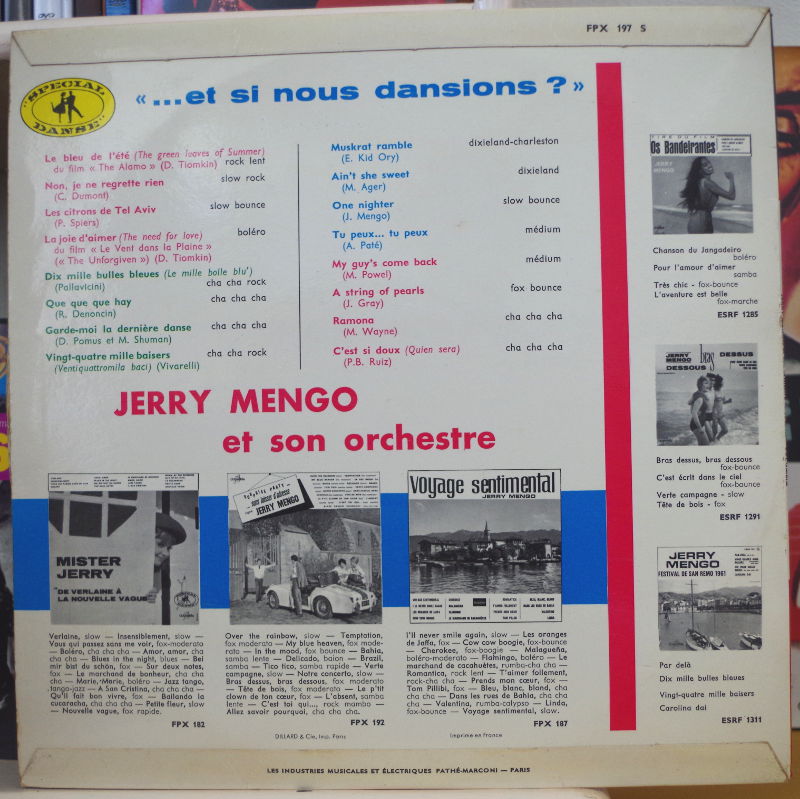 FPX 197 S
"SPECIAL
DANSE"
«...et si nous dansions ?»
Le bleu de l'été (The green leaves of Summer)
du film « The Alamo » (D. Tiomkin) rock lent
Non, je ne regrette rien slow rock
(C. Dumont)
Les citrons de Tel Aviv slow bounce
(P. Spiers)
La joie d'aimer (The need for love) boléro
du film « Le Vent dans la Plaine »
(« The Unforgiven ») (D. Tiomkin)
Dix mille bulles bleues (Le mille bolle blu')
(Pallavicini) cha cha rock
Que que que hay cha cha cha
(R. Denoncin)
Garde-moi la dernière danse cha cha cha
(D. Pomus et M. Shuman)
Vingt-quatre mille baisers cha cha rock
(Ventiquattromila baci) (Vivarelli)
Muskrat ramble dixieland-charleston
(E. Kid Ory)
Ain't she sweet dixieland
(M. Ager)
One nighter slow bounce
(J. Mengo)
Tu peux... tu peux médium
(A. Paté)
My guy's come back médium
(M. Powel)
A string of pearls fox bounce
(J. Gray)
Ramona cha cha cha
(M. Wayne)
C'est si doux (Quien sera) cha cha cha
(P.B. Ruiz)
JERRY MENGO
et son orchestre
MISTER
JERRY
"DE VERLAINE À
LA NOUVELLE VAGUE"
Verlaine, slow — Insensiblement, slow —
Vous qui passez sans me voir, fox-moderato
— Boléro, cha cha cha — Amor, amor, cha
cha cha — Blues in the night, blues — Bei
mir bist du schön, fox — Sur deux notes,
fox — Le marchand de bonheur, cha cha
cha — Marie, Marie, boléro — Jazz tango,
tango-jazz — A San Cristina, cha cha cha —
Qu'il fait bon vivre, fox — Bailando la
cucaracha, cha cha cha — Petite fleur, slow
— Nouvelle vague, fox rapide.
FPX 182
SURPRISE PARTY
JERRY MENGO
Over the rainbow, slow — Temptation,
fox moderato — My blue heaven, fox mode-
rato — In the mood, fox bounce — Bahia,
samba lente — Delicado, baion — Brazil,
samba — Tico tico, samba rapide — Verte
campagne, slow — Notre concerto, slow —
Bras dessus, bras dessous, fox moderato
— Tête de bois, fox moderato — Le p'tit
clown de ton cœur, fox — L'absent, samba
lente — C'est toi qui..., rock mambo —
Allez savoir pourquoi, cha cha cha.
FPX 192
Voyage sentimental
JERRY MENGO
I'll never smile again, slow — Les oranges
de Jaffa, fox — Cow cow boogie, fox-bounce
— Cherokee, fox-bounce — Malagueña,
boléro-moderato — Flahingo, boléro — Le
marchand de cacahuètes, rumba-cha cha —
Romantica, rock lent — T'aimer follement,
rock-cha cha — Prends mon cœur, fox —
Tom Pillibi, fox — Bleu, blanc, blond, cha
cha cha — Dans les rues de Bahia, cha cha
cha — Valentina, rumba-calypso — Linda,
fox-bounce — Voyage sentimental, slow.
FPX 187
TIRE DU FILM
Os Bandeirantes
JERRY MENGO
Chanson du Jangadeiro
boléro
Pour l'amour d'aimer
samba
Très chic - fox-bounce
L'aventure est belle
fox-marche
ESRF 1285
JERRY MENGO
bras DESSUS
DESSOUS
Bras dessus, bras dessous
fox-bounce
C'est écrit dans le ciel
fox-bounce
Verte campagne - slow
Tête de bois - fox
ESRF 1291
JERRY MENGO
FESTIVAL DE SAN REMO 1961
Par delà
Dix mille bulles bleues
Vingt-quatre mille baisers
Carolina dai
ESRF 1311
DILLARD & Cie, Imp. Paris
Imprimé en France
LES INDUSTRIES MUSICALES ET ÉLECTRIQUES PATHÉ-MARCONI — PARIS